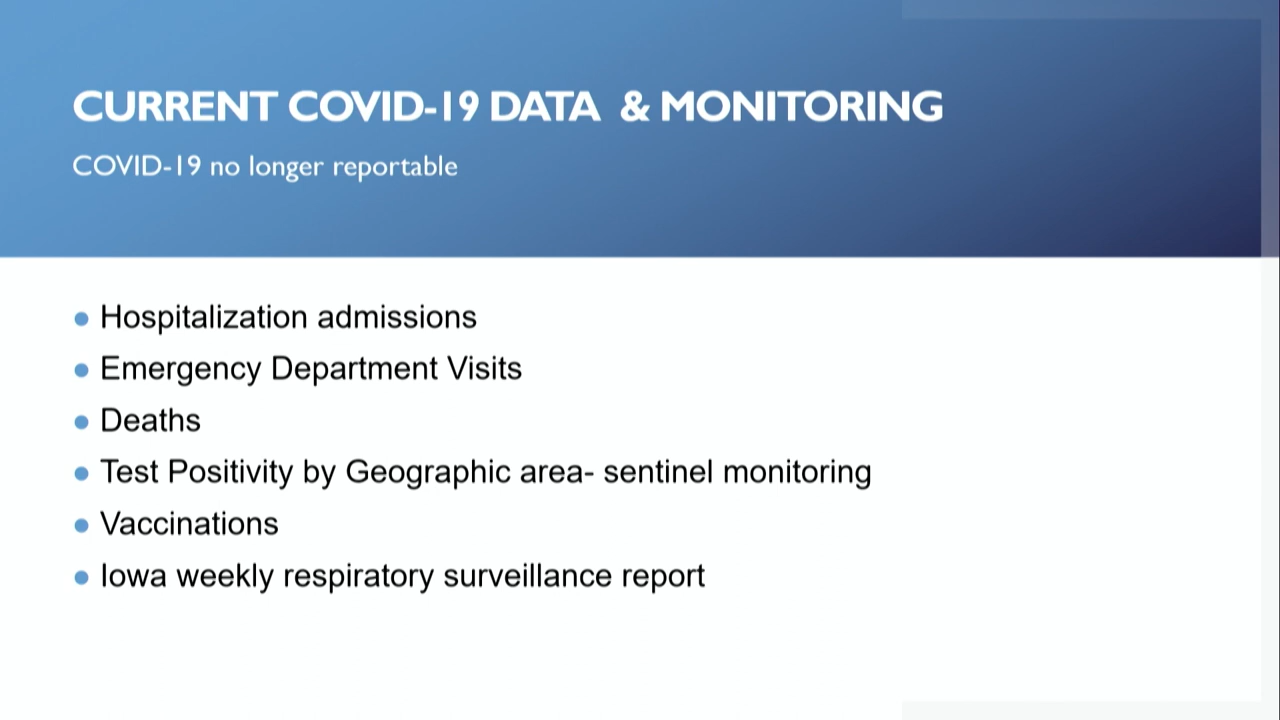 CURRENT COVID-19 DATA & MONITORING
COVID-19 no longer reportable
Hospitalization admissions
Emergency Department Visits
Deaths
Test Positivity by Geographic area- sentinel monitoring
Vaccinations
Iowa weekly respiratory surveillance report